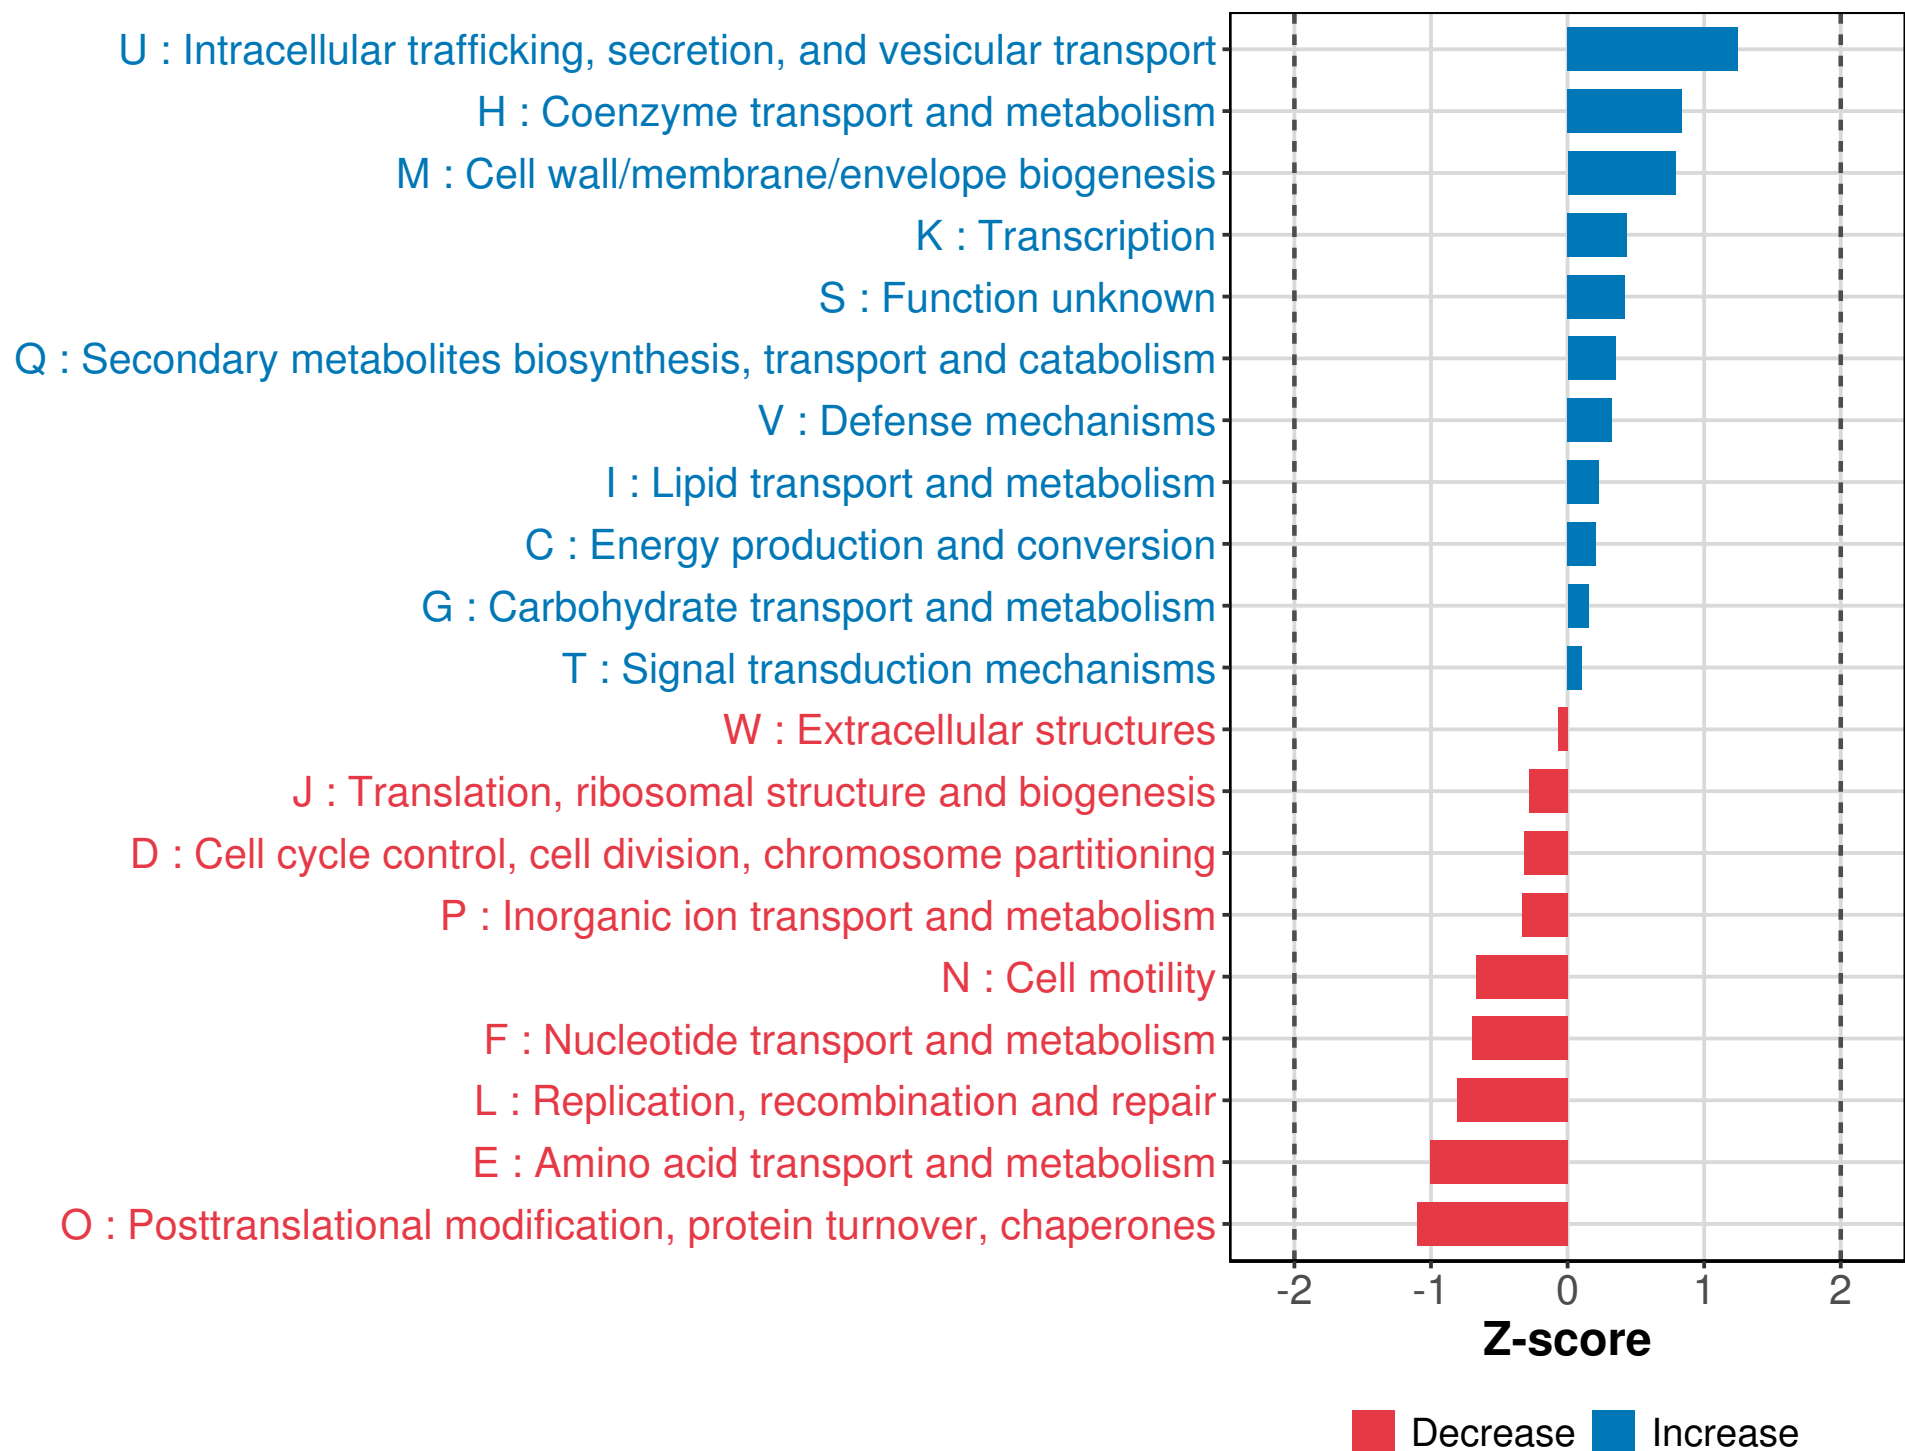 U : Intracellular trafficking, secretion, and vesicular transport
H : Coenzyme transport and metabolism
M : Cell wall/membrane/envelope biogenesis
K : Transcription
S : Function unknown
Q : Secondary metabolites biosynthesis, transport and catabolism
V : Defense mechanisms
I : Lipid transport and metabolism
C : Energy production and conversion
G : Carbohydrate transport and metabolism
T : Signal transduction mechanisms
W : Extracellular structures
J : Translation, ribosomal structure and biogenesis
D : Cell cycle control, cell division, chromosome partitioning
P : Inorganic ion transport and metabolism
N : Cell motility
F : Nucleotide transport and metabolism
L : Replication, recombination and repair
E : Amino acid transport and metabolism
O : Posttranslational modification, protein turnover, chaperones
-2 -1 0 1 2
Z-score
Decrease Increase